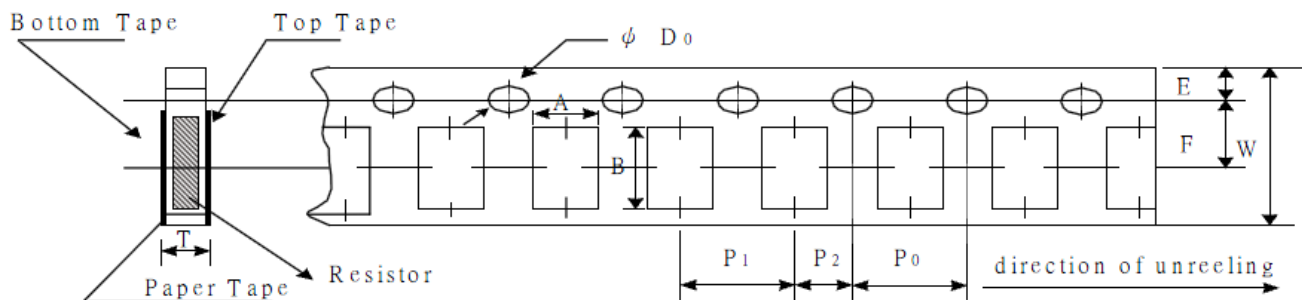 Bottom Tape
Top Tape
ϕ D0
E
A
F
W
B
T
P1
P2
P0
direction of unreeling
Resistor
Paper Tape